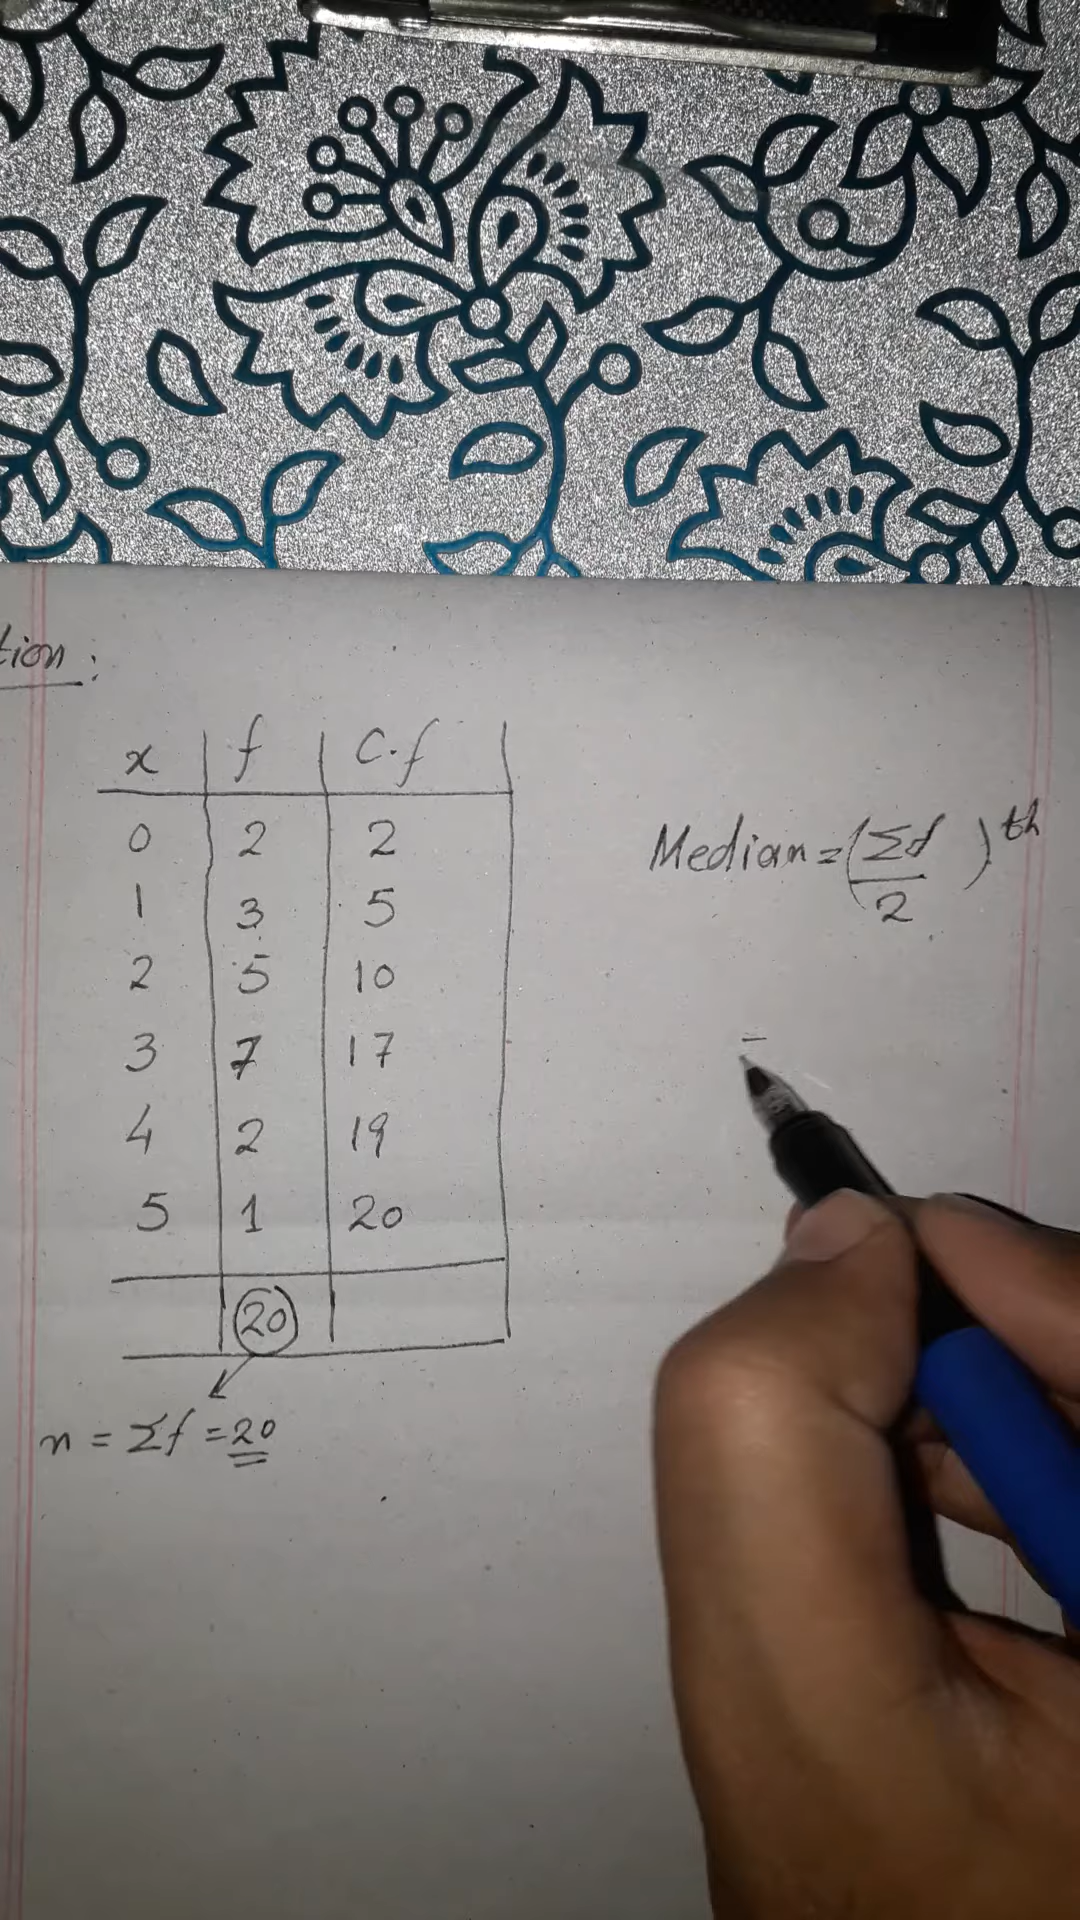 tion:
x f C.f
0 2 2
1 3 5
2 5 10
3 7 17
4 2 19
5 1 20
20
n = Σf = 20
Median = (Σf/2)th
=